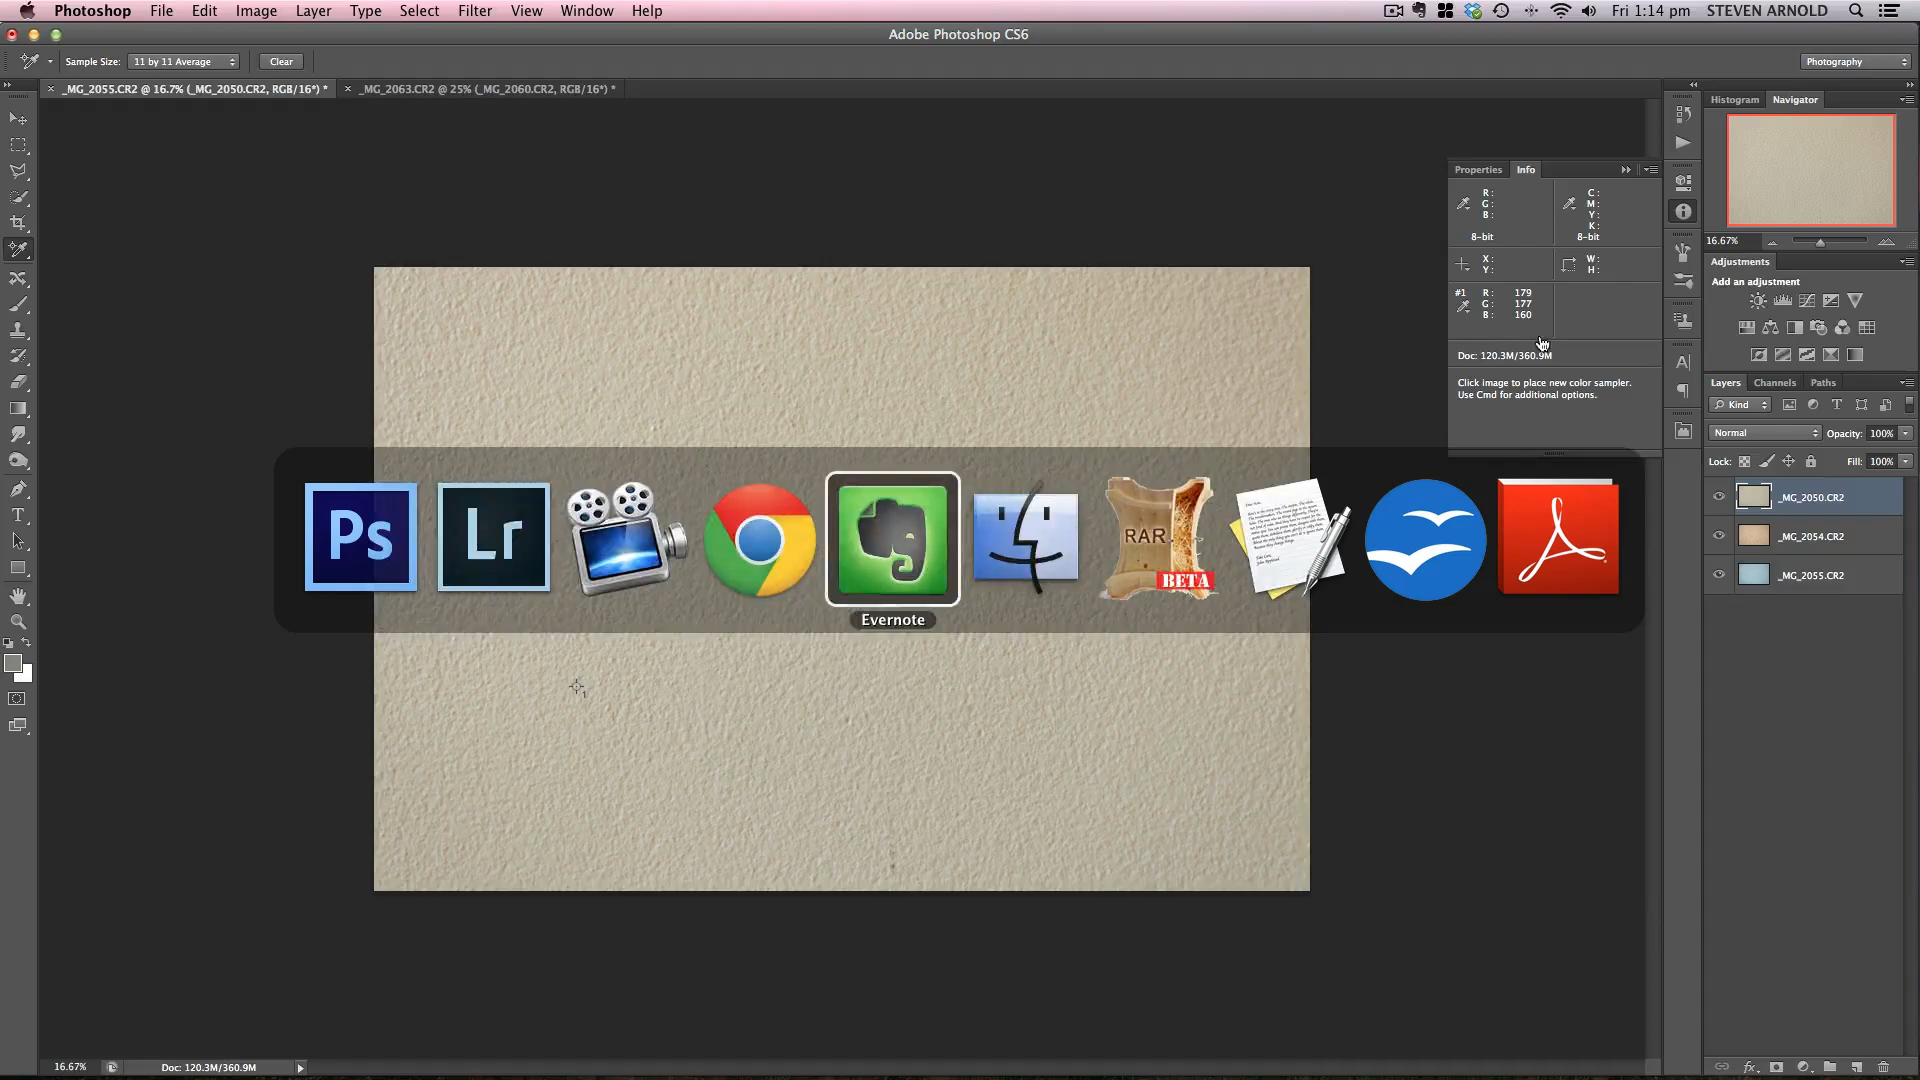 Photoshop File Edit Image Layer Type Select Filter View Window Help
Fri 1:14 pm STEVEN ARNOLD
Adobe Photoshop CS6
Sample Size: 11 by 11 Average Clear
Photography
× _MG_2055.CR2 @ 16.7% (_MG_2050.CR2, RGB/16*) *
× _MG_2063.CR2 @ 25% (_MG_2060.CR2, RGB/16*) *
Histogram Navigator
Properties Info
R :
G :
B :
8-bit
C :
M :
Y :
K :
8-bit
X :
Y :
W :
H :
#1 R : 179
G : 177
B : 160
Doc: 120.3M/360.9M
Click image to place new color sampler.
Use Cmd for additional options.
16.67%
Adjustments
Add an adjustment
Layers Channels Paths
Kind
Normal Opacity: 100%
Lock: Fill: 100%
_MG_2050.CR2
_MG_2054.CR2
_MG_2055.CR2
Ps
Lr
RAR
BETA
Evernote
1
T
16.67% Doc: 120.3M/360.9M
fx